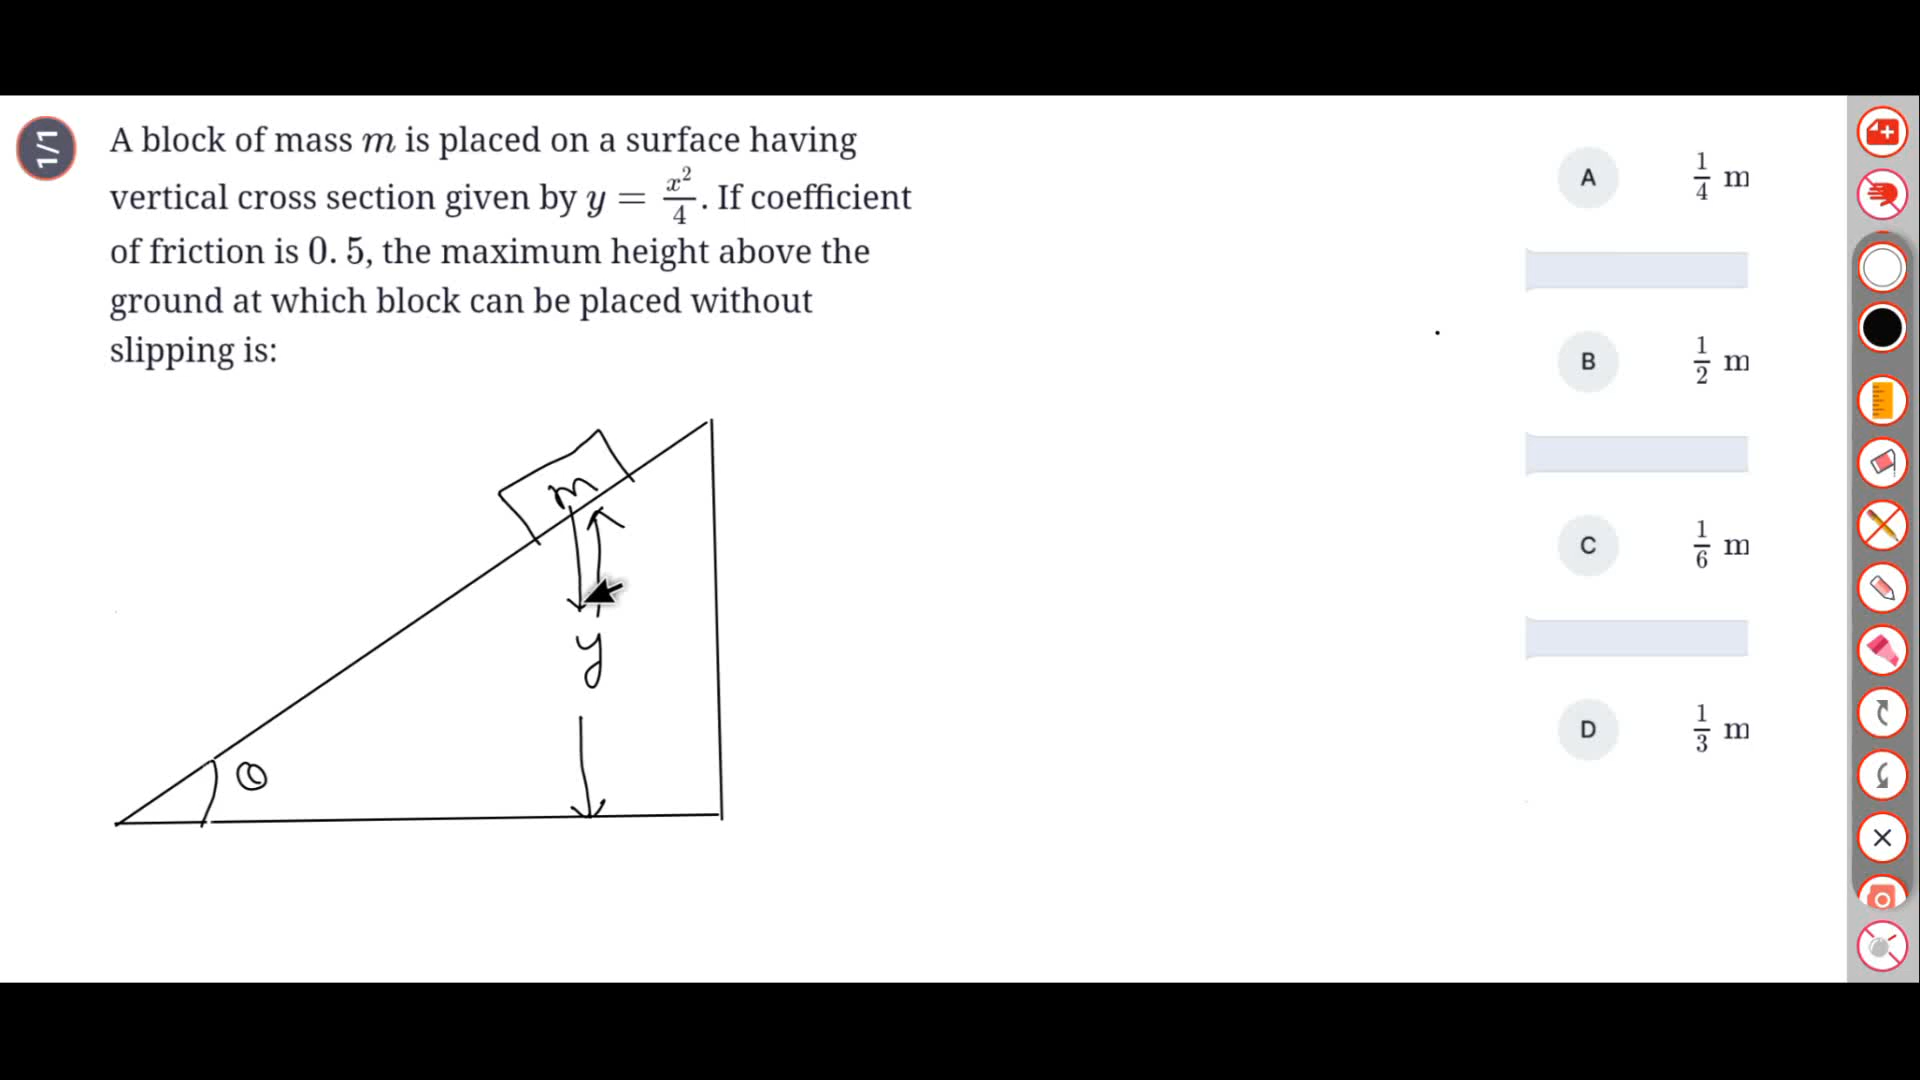 1/1
A block of mass m is placed on a surface having
vertical cross section given by y = x²/4. If coefficient
of friction is 0.5, the maximum height above the
ground at which block can be placed without
slipping is:
A 1/4 m
B 1/2 m
C 1/6 m
D 1/3 m
m
y
θ